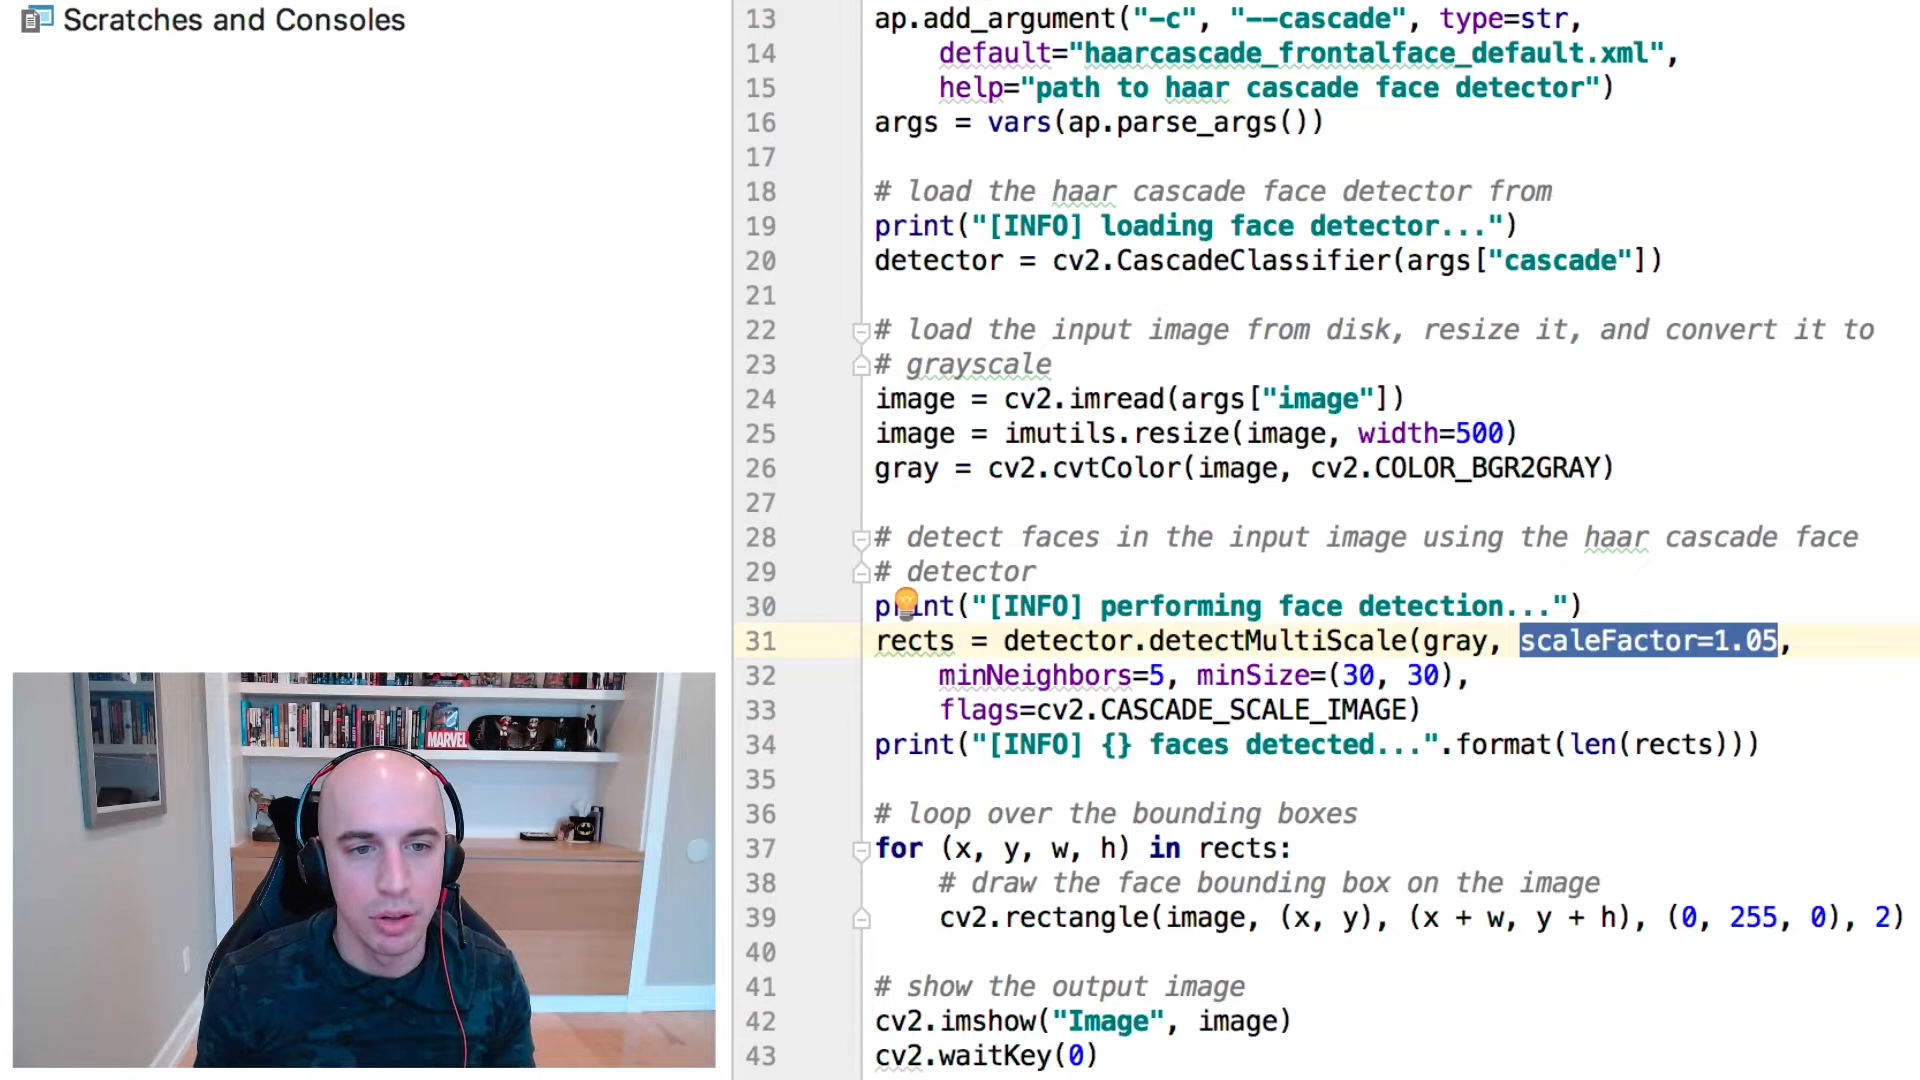 Scratches and Consoles
13 ap.add_argument("-c", "--cascade", type=str,
14 default="haarcascade_frontalface_default.xml",
15 help="path to haar cascade face detector")
16 args = vars(ap.parse_args())
17
18 # load the haar cascade face detector from
19 print("[INFO] loading face detector...")
20 detector = cv2.CascadeClassifier(args["cascade"])
21
22 # load the input image from disk, resize it, and convert it to
23 # grayscale
24 image = cv2.imread(args["image"])
25 image = imutils.resize(image, width=500)
26 gray = cv2.cvtColor(image, cv2.COLOR_BGR2GRAY)
27
28 # detect faces in the input image using the haar cascade face
29 # detector
30 print("[INFO] performing face detection...")
31 rects = detector.detectMultiScale(gray, scaleFactor=1.05,
32 minNeighbors=5, minSize=(30, 30),
33 flags=cv2.CASCADE_SCALE_IMAGE)
34 print("[INFO] {} faces detected...".format(len(rects)))
35
36 # loop over the bounding boxes
37 for (x, y, w, h) in rects:
38 # draw the face bounding box on the image
39 cv2.rectangle(image, (x, y), (x + w, y + h), (0, 255, 0), 2)
40
41 # show the output image
42 cv2.imshow("Image", image)
43 cv2.waitKey(0)
MARVEL